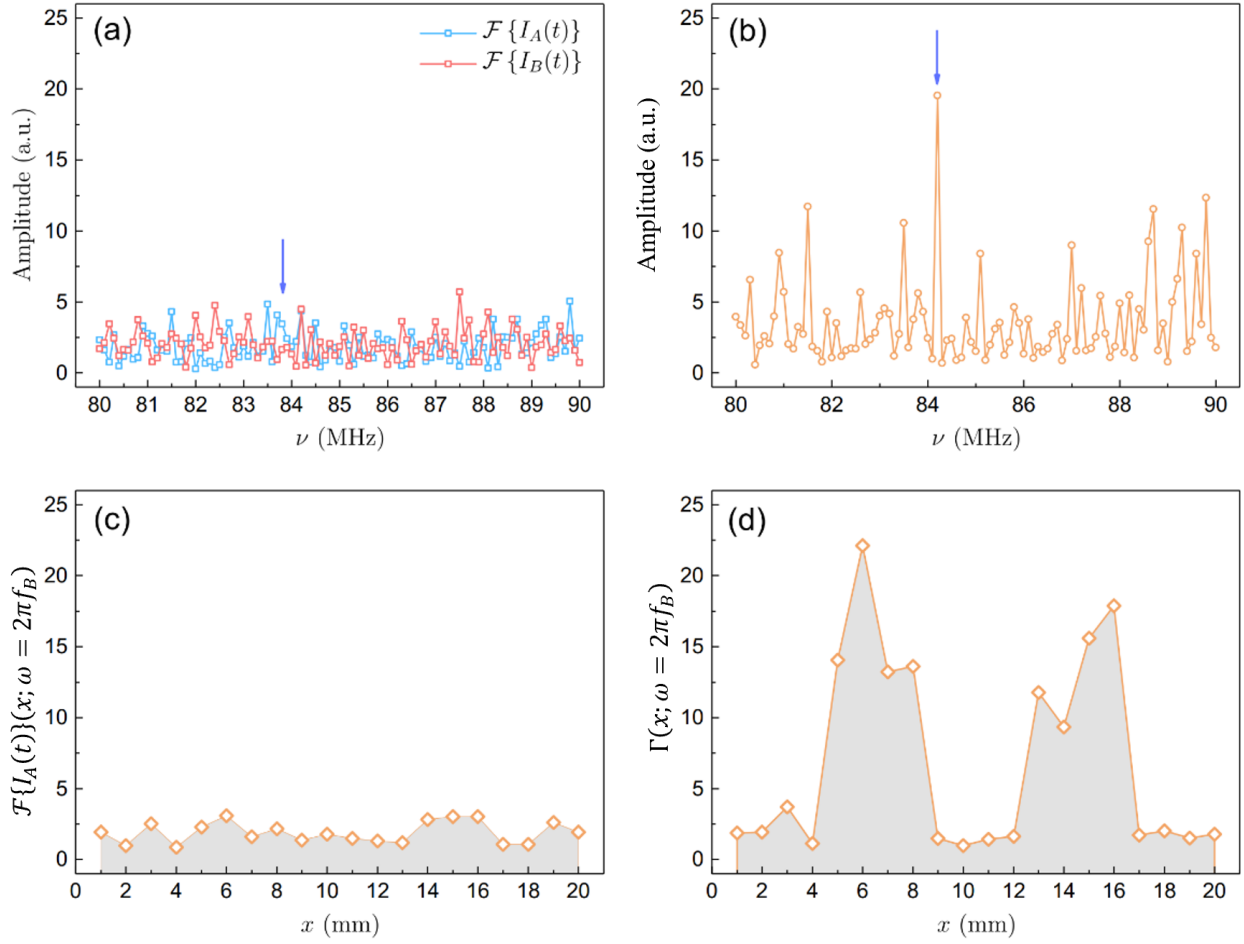 (a)
ℱ {I_A(t)}
ℱ {I_B(t)}
25
20
15
10
5
0
Amplitude (a.u.)
80 81 82 83 84 85 86 87 88 89 90
ν (MHz)
(b)
25
20
15
10
5
0
Amplitude (a.u.)
80 82 84 86 88 90
ν (MHz)
(c)
25
20
15
10
5
0
ℱ{I_A(t)}(x; ω = 2πf_B)
0 2 4 6 8 10 12 14 16 18 20
x (mm)
(d)
25
20
15
10
5
0
Γ(x; ω = 2πf_B)
0 2 4 6 8 10 12 14 16 18 20
x (mm)